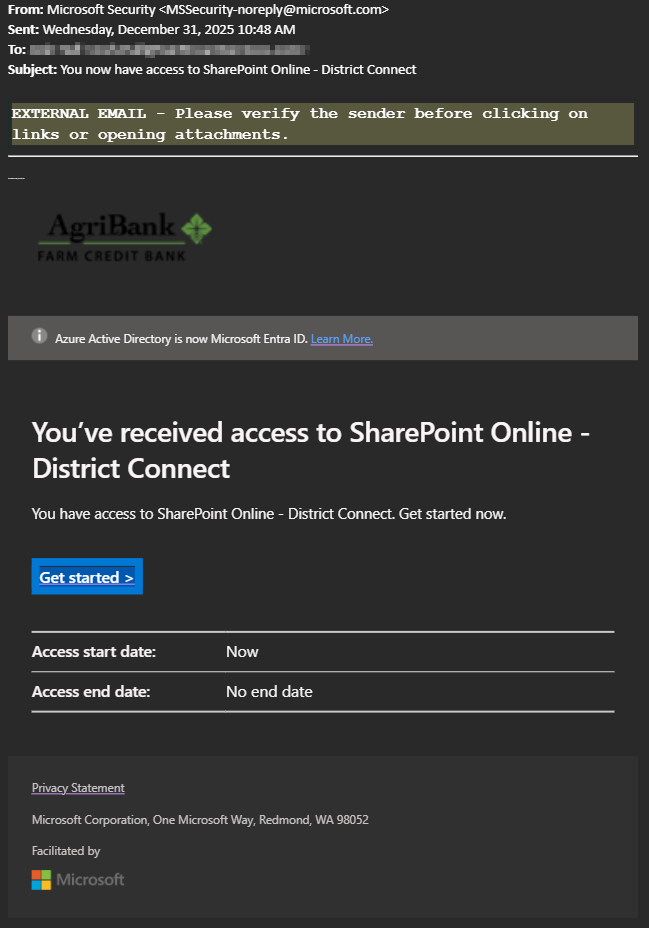 From: Microsoft Security <MSSecurity-noreply@microsoft.com>
Sent: Wednesday, December 31, 2025 10:48 AM
To:
Subject: You now have access to SharePoint Online - District Connect
EXTERNAL EMAIL - Please verify the sender before clicking on
links or opening attachments.
AgriBank
FARM CREDIT BANK
Azure Active Directory is now Microsoft Entra ID. Learn More.
You’ve received access to SharePoint Online -
District Connect
You have access to SharePoint Online - District Connect. Get started now.
Get started >
Access start date: Now
Access end date: No end date
Privacy Statement
Microsoft Corporation, One Microsoft Way, Redmond, WA 98052
Facilitated by
Microsoft